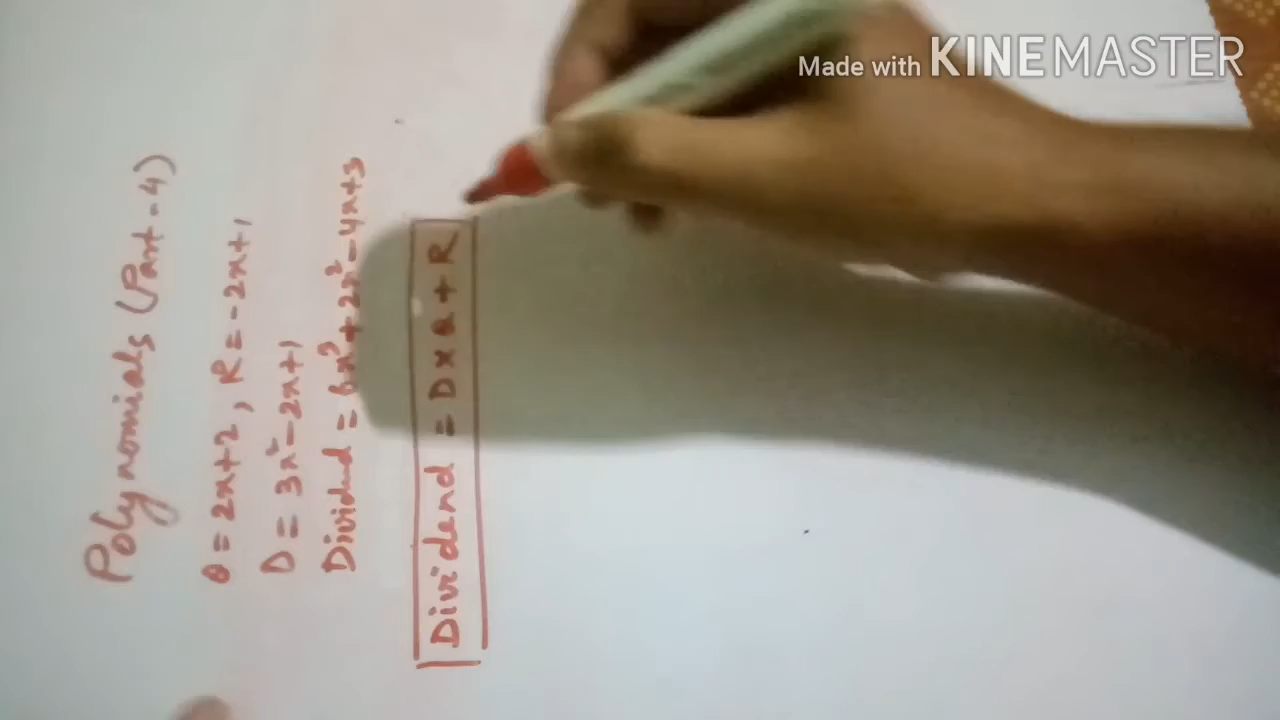 Made with KINEMASTER
Polynomials (Part-4)
Q = 2x+2, R = -2x+1
D = 3x²-2x+1
Dividend = 6x³+2x²-4x+3
Dividend = D×Q+R